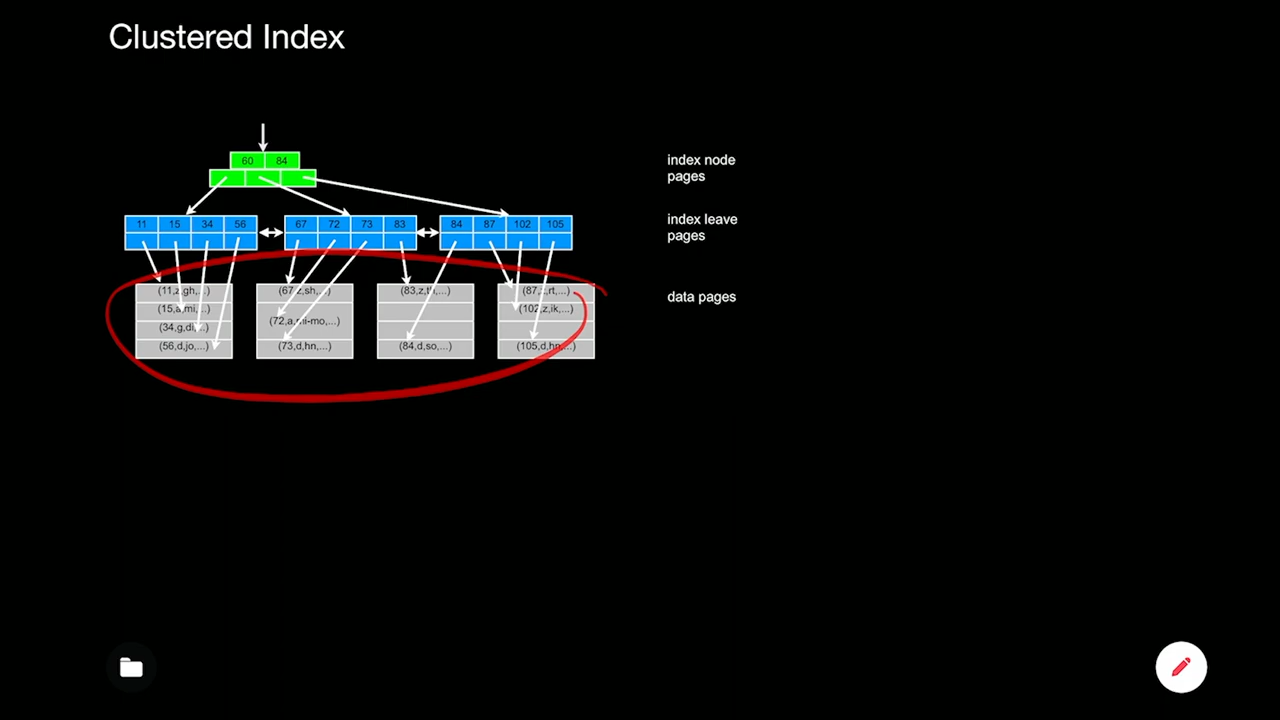 Clustered Index
60 84
index node
pages
11 15 34 56 67 72 73 83 84 87 102 105
index leave
pages
(11,z,gh,...) (67,z,sh,...) (83,z,th,...) (87,z,rt,...)
data pages
(15,a,mi,...) (102,z,ik,...)
(72,a,mi-mo,...)
(34,g,di,...)
(56,d,jo,...) (73,d,hn,...) (84,d,so,...) (105,d,hn,...)